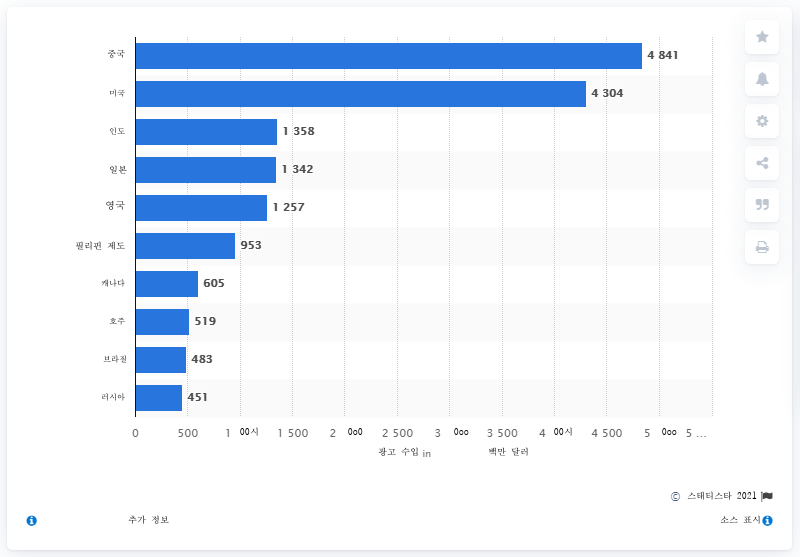 중국 4 841
미국 4 304
인도 1 358
일본 1 342
영국 1 257
필리핀 제도 953
캐나다 605
호주 519
브라질 483
러시아 451
0 500 1 00시 1 500 2 0o0 2 500 3 0oo 3 500 4 00시 4 500 5 0oo 5 ...
광고 수입 in 백만 달러
© 스태티스타 2021
추가 정보 소스 표시